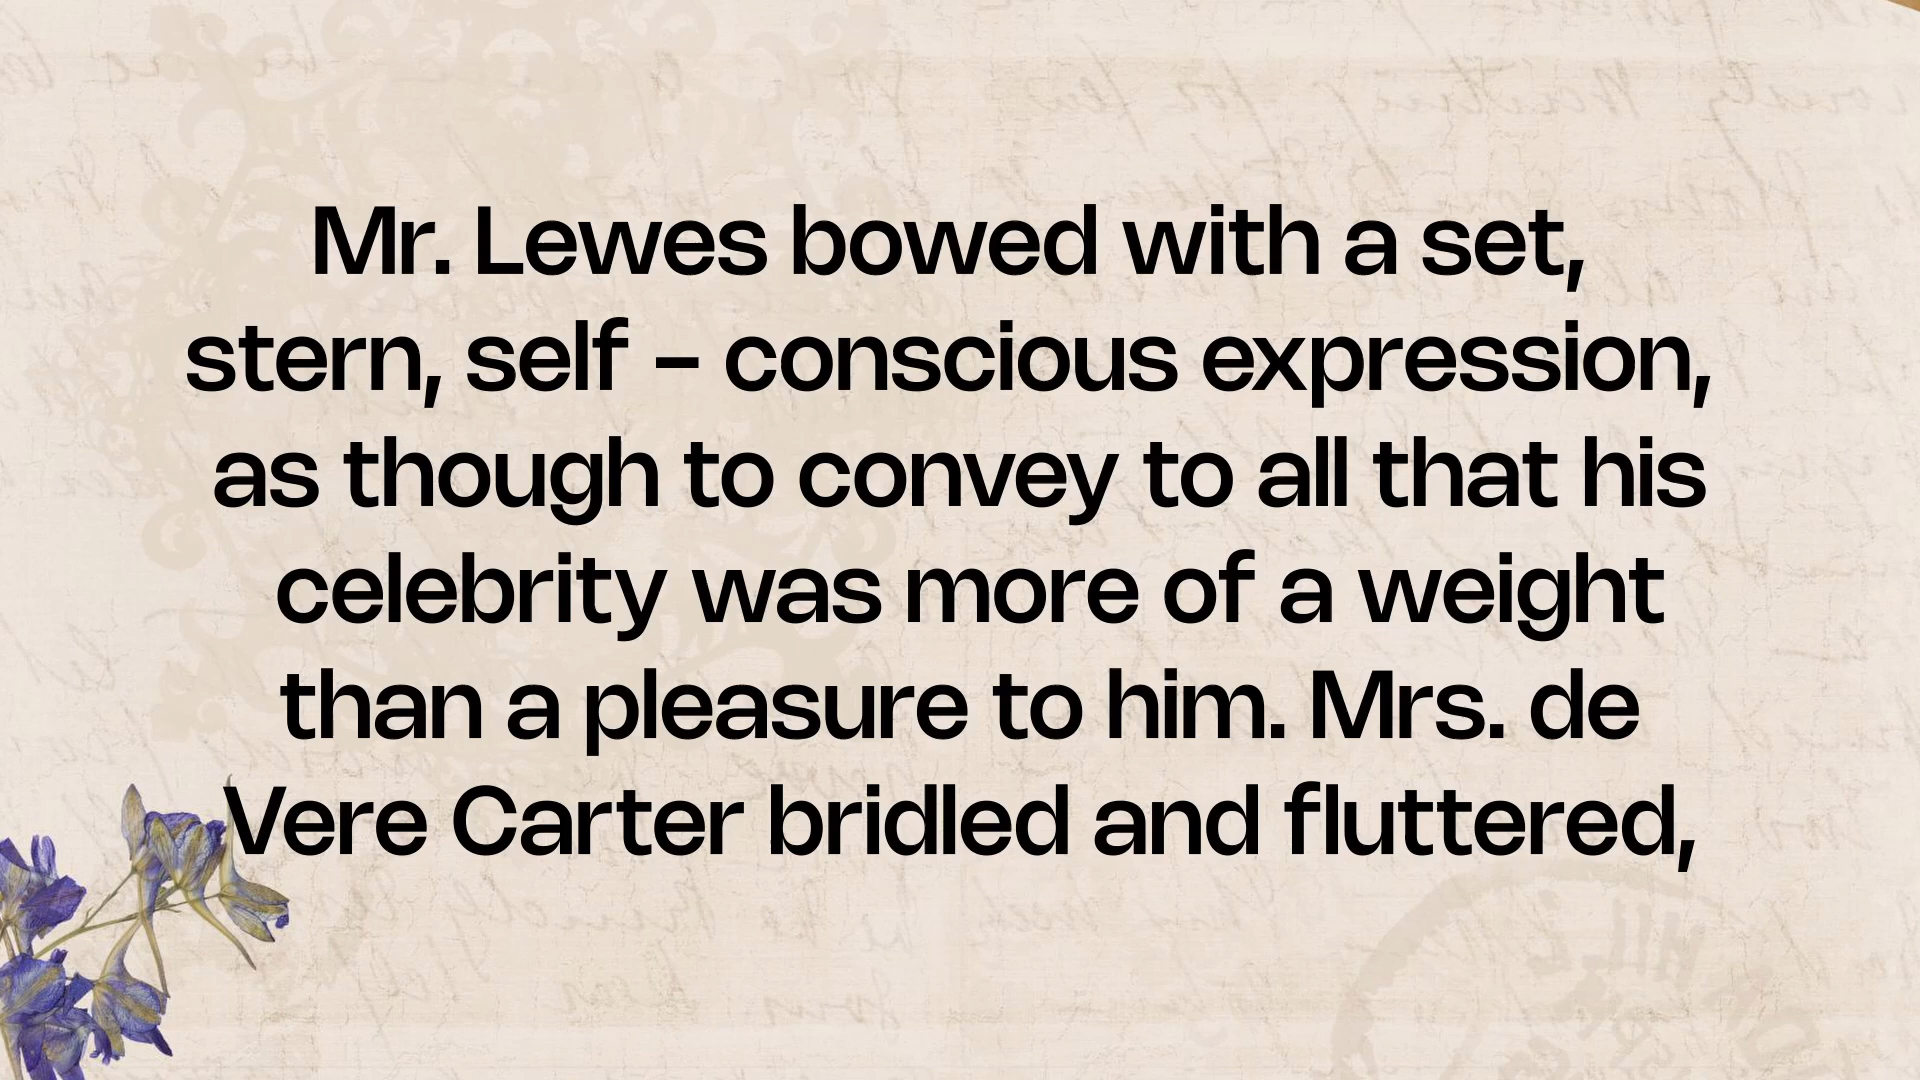 Mr. Lewes bowed with a set,
stern, self – conscious expression,
as though to convey to all that his
celebrity was more of a weight
than a pleasure to him. Mrs. de
Vere Carter bridled and fluttered,